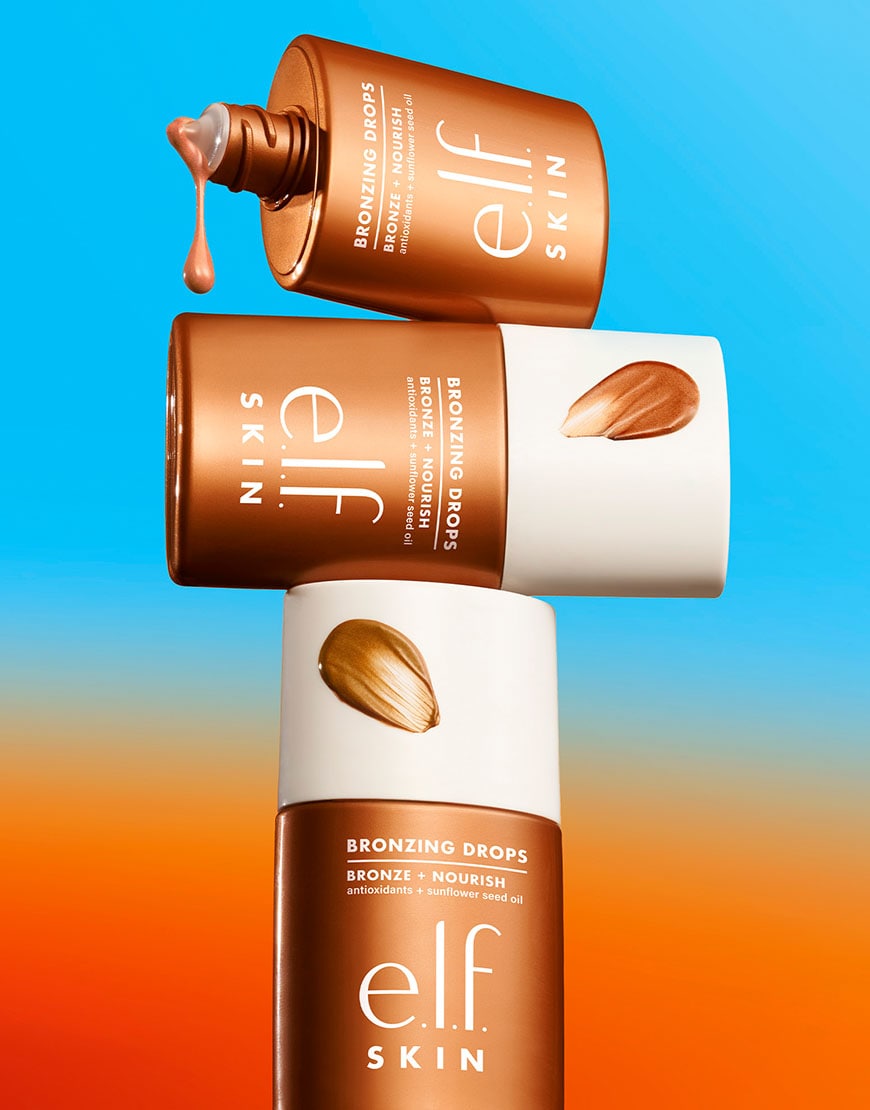 BRONZING DROPS
BRONZE + NOURISH
antioxidants + sunflower seed oil
e.l.f.
SKIN
BRONZING DROPS
BRONZE + NOURISH
antioxidants + sunflower seed oil
e.l.f.
SKIN
BRONZING DROPS
BRONZE + NOURISH
antioxidants + sunflower seed oil
e.l.f.
SKIN